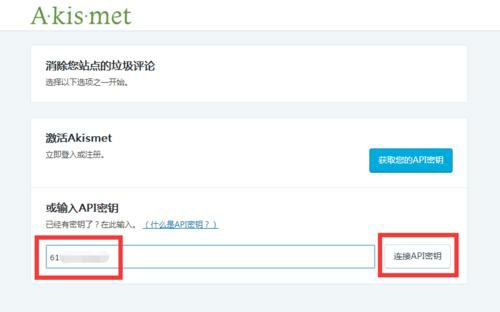 A·kis·met
消除您站点的垃圾评论
选择以下选项之一开始。
激活Akismet
立即登入或注册。
获取您的API密钥
或输入API密钥
已经有密钥了？在此输入。 （什么是API密钥？）
61
连接API密钥